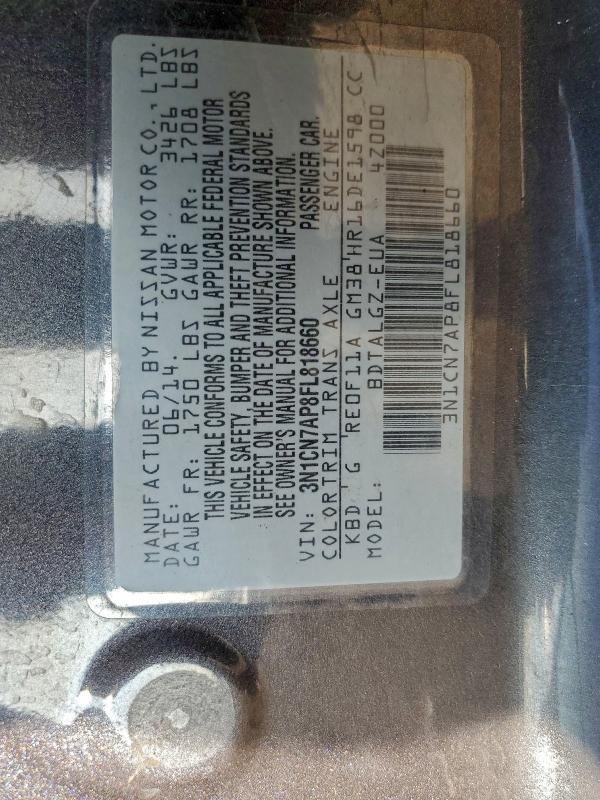 MANUFACTURED BY NISSAN MOTOR CO., LTD.
DATE: 06/14. GVWR: 3426 LBS
GAWR FR: 1750 LBS GAWR RR: 1708 LBS
THIS VEHICLE CONFORMS TO ALL APPLICABLE FEDERAL MOTOR
VEHICLE SAFETY, BUMPER AND THEFT PREVENTION STANDARDS
IN EFFECT ON THE DATE OF MANUFACTURE SHOWN ABOVE.
SEE OWNER'S MANUAL FOR ADDITIONAL INFORMATION.
VIN: 3N1CN7AP8FL818660 PASSENGER CAR.
COLOR TRIM TRANS AXLE ENGINE
KBD G RE0F11A GM38 HR16DE1598 CC
MODEL: BDTALGZ-EUA 4Z000
3N1CN7AP8FL818660